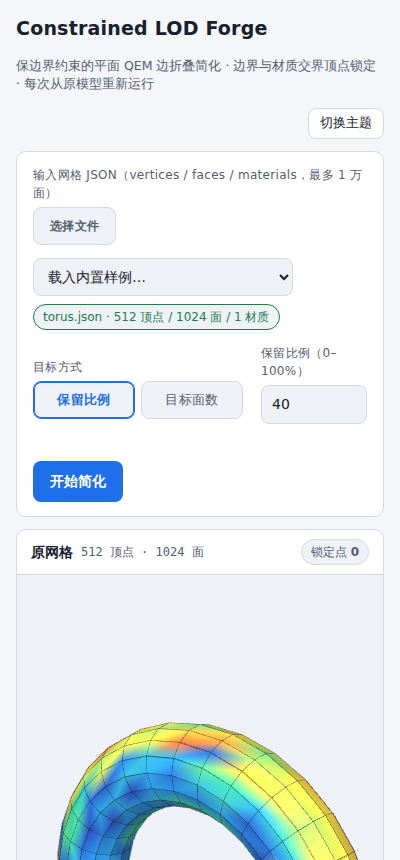 Constrained LOD Forge
保边界约束的平面 QEM 边折叠简化 · 边界与材质交界顶点锁定
· 每次从原模型重新运行
切换主题
输入网格 JSON（vertices / faces / materials，最多 1 万
面）
选择文件
载入内置样例…
torus.json · 512 顶点 / 1024 面 / 1 材质
目标方式
保留比例
目标面数
保留比例（0–
100%）
40
开始简化
原网格 512 顶点 · 1024 面
锁定点 0